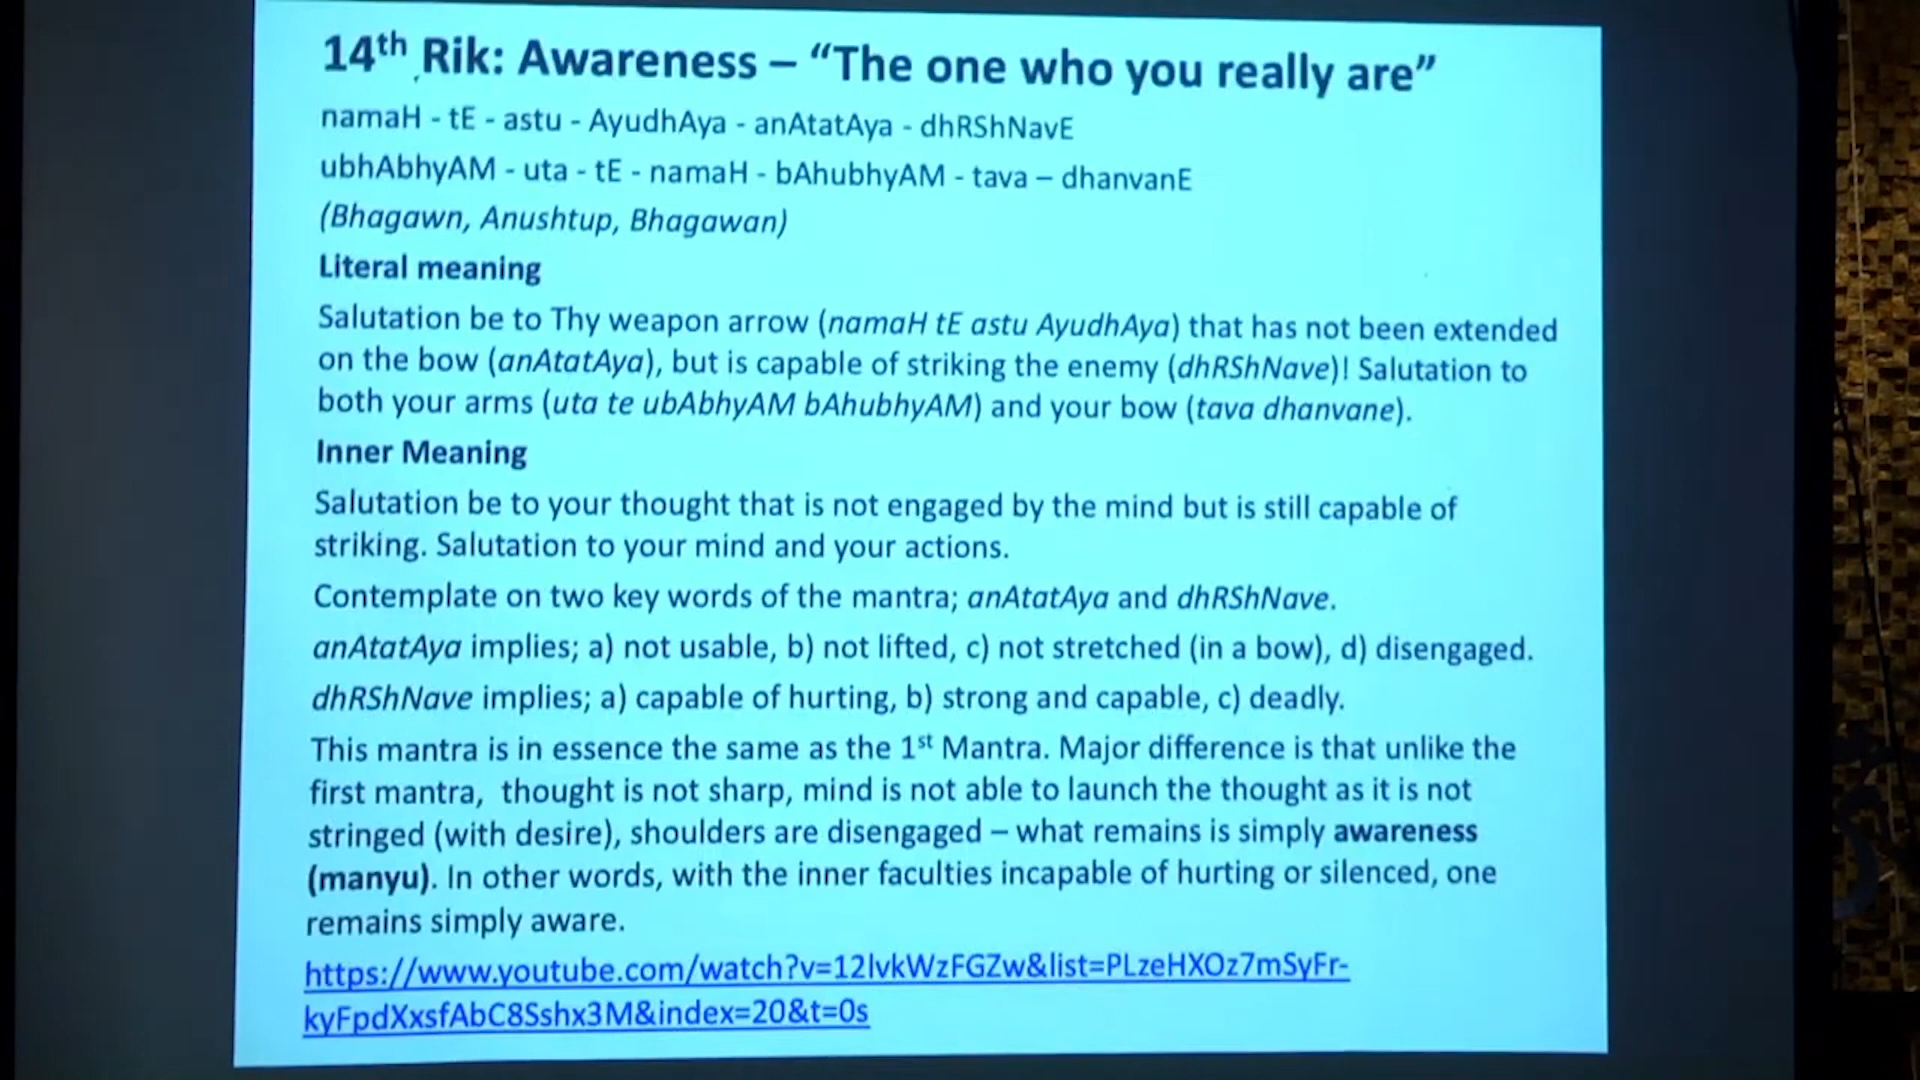 14th Rik: Awareness – “The one who you really are”
namaH - tE - astu - AyudhAya - anAtatAya - dhRShNavE
ubhAbhyAM - uta - tE - namaH - bAhubhyAM - tava – dhanvanE
(Bhagawn, Anushtup, Bhagawan)
Literal meaning
Salutation be to Thy weapon arrow (namaH tE astu AyudhAya) that has not been extended
on the bow (anAtatAya), but is capable of striking the enemy (dhRShNave)! Salutation to
both your arms (uta te ubAbhyAM bAhubhyAM) and your bow (tava dhanvane).
Inner Meaning
Salutation be to your thought that is not engaged by the mind but is still capable of
striking. Salutation to your mind and your actions.
Contemplate on two key words of the mantra; anAtatAya and dhRShNave.
anAtatAya implies; a) not usable, b) not lifted, c) not stretched (in a bow), d) disengaged.
dhRShNave implies; a) capable of hurting, b) strong and capable, c) deadly.
This mantra is in essence the same as the 1st Mantra. Major difference is that unlike the
first mantra, thought is not sharp, mind is not able to launch the thought as it is not
stringed (with desire), shoulders are disengaged – what remains is simply awareness
(manyu). In other words, with the inner faculties incapable of hurting or silenced, one
remains simply aware.
https://www.youtube.com/watch?v=12lvkWzFGZw&list=PLzeHXOz7mSyFr-
kyFpdXxsfAbC8Sshx3M&index=20&t=0s